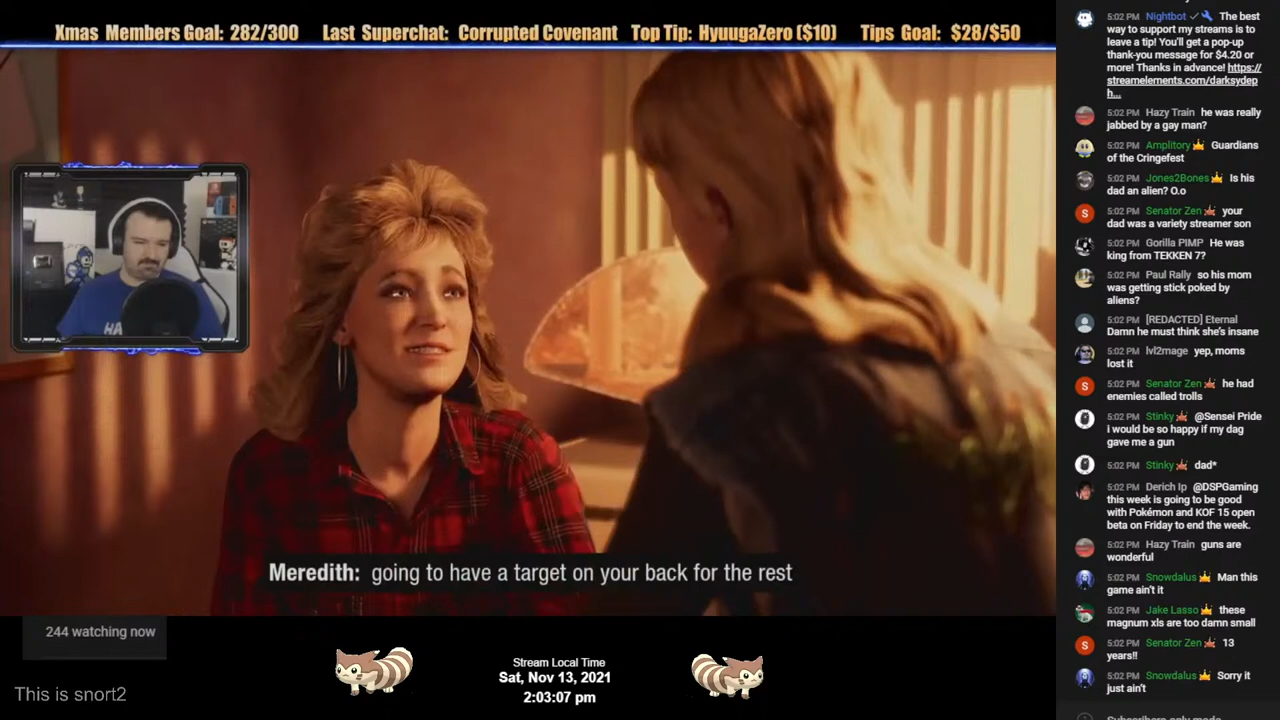 Xmas Members Goal: 282/300 Last Superchat: Corrupted Covenant Top Tip: HyuugaZero ($10) Tips Goal: $28/$50
HA
Meredith: going to have a target on your back for the rest
244 watching now
This is snort2
Stream Local Time
Sat, Nov 13, 2021
2:03:07 pm
5:02 PM Nightbot The best
way to support my streams is to
leave a tip! You'll get a pop-up
thank-you message for $4.20 or
more! Thanks in advance! https://
streamelements.com/darksydep
h...
5:02 PM Hazy Train he was really
jabbed by a gay man?
5:02 PM Amplitory Guardians
of the Cringefest
5:02 PM Jones2Bones Is his
dad an alien? O.o
5:02 PM Senator Zen your
dad was a variety streamer son
5:02 PM Gorilla PIMP He was
king from TEKKEN 7?
5:02 PM Paul Rally so his mom
was getting stick poked by
aliens?
5:02 PM [REDACTED] Eternal
Damn he must think she's insane
5:02 PM lvl2mage yep, moms
lost it
5:02 PM Senator Zen he had
enemies called trolls
5:02 PM Stinky @Sensei Pride
i would be so happy if my dag
gave me a gun
5:02 PM Stinky dad*
5:02 PM Derich Ip @DSPGaming
this week is going to be good
with Pokémon and KOF 15 open
beta on Friday to end the week.
5:02 PM Hazy Train guns are
wonderful
5:02 PM Snowdalus Man this
game ain't it
5:02 PM Jake Lasso these
magnum xls are too damn small
5:02 PM Senator Zen 13
years!!
5:02 PM Snowdalus Sorry it
just ain't
Subscribers-only mode